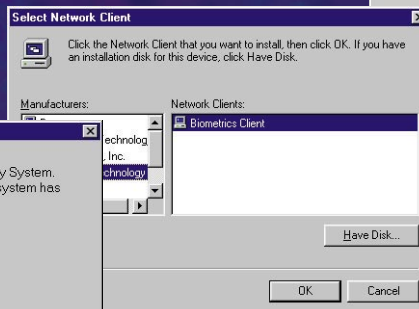 Select Network Client
Click the Network Client that you want to install, then click OK. If you have
an installation disk for this device, click Have Disk.
Manufacturers:
echnolog
, Inc.
chnology
Network Clients:
Biometrics Client
y System.
system has
Have Disk...
OK
Cancel